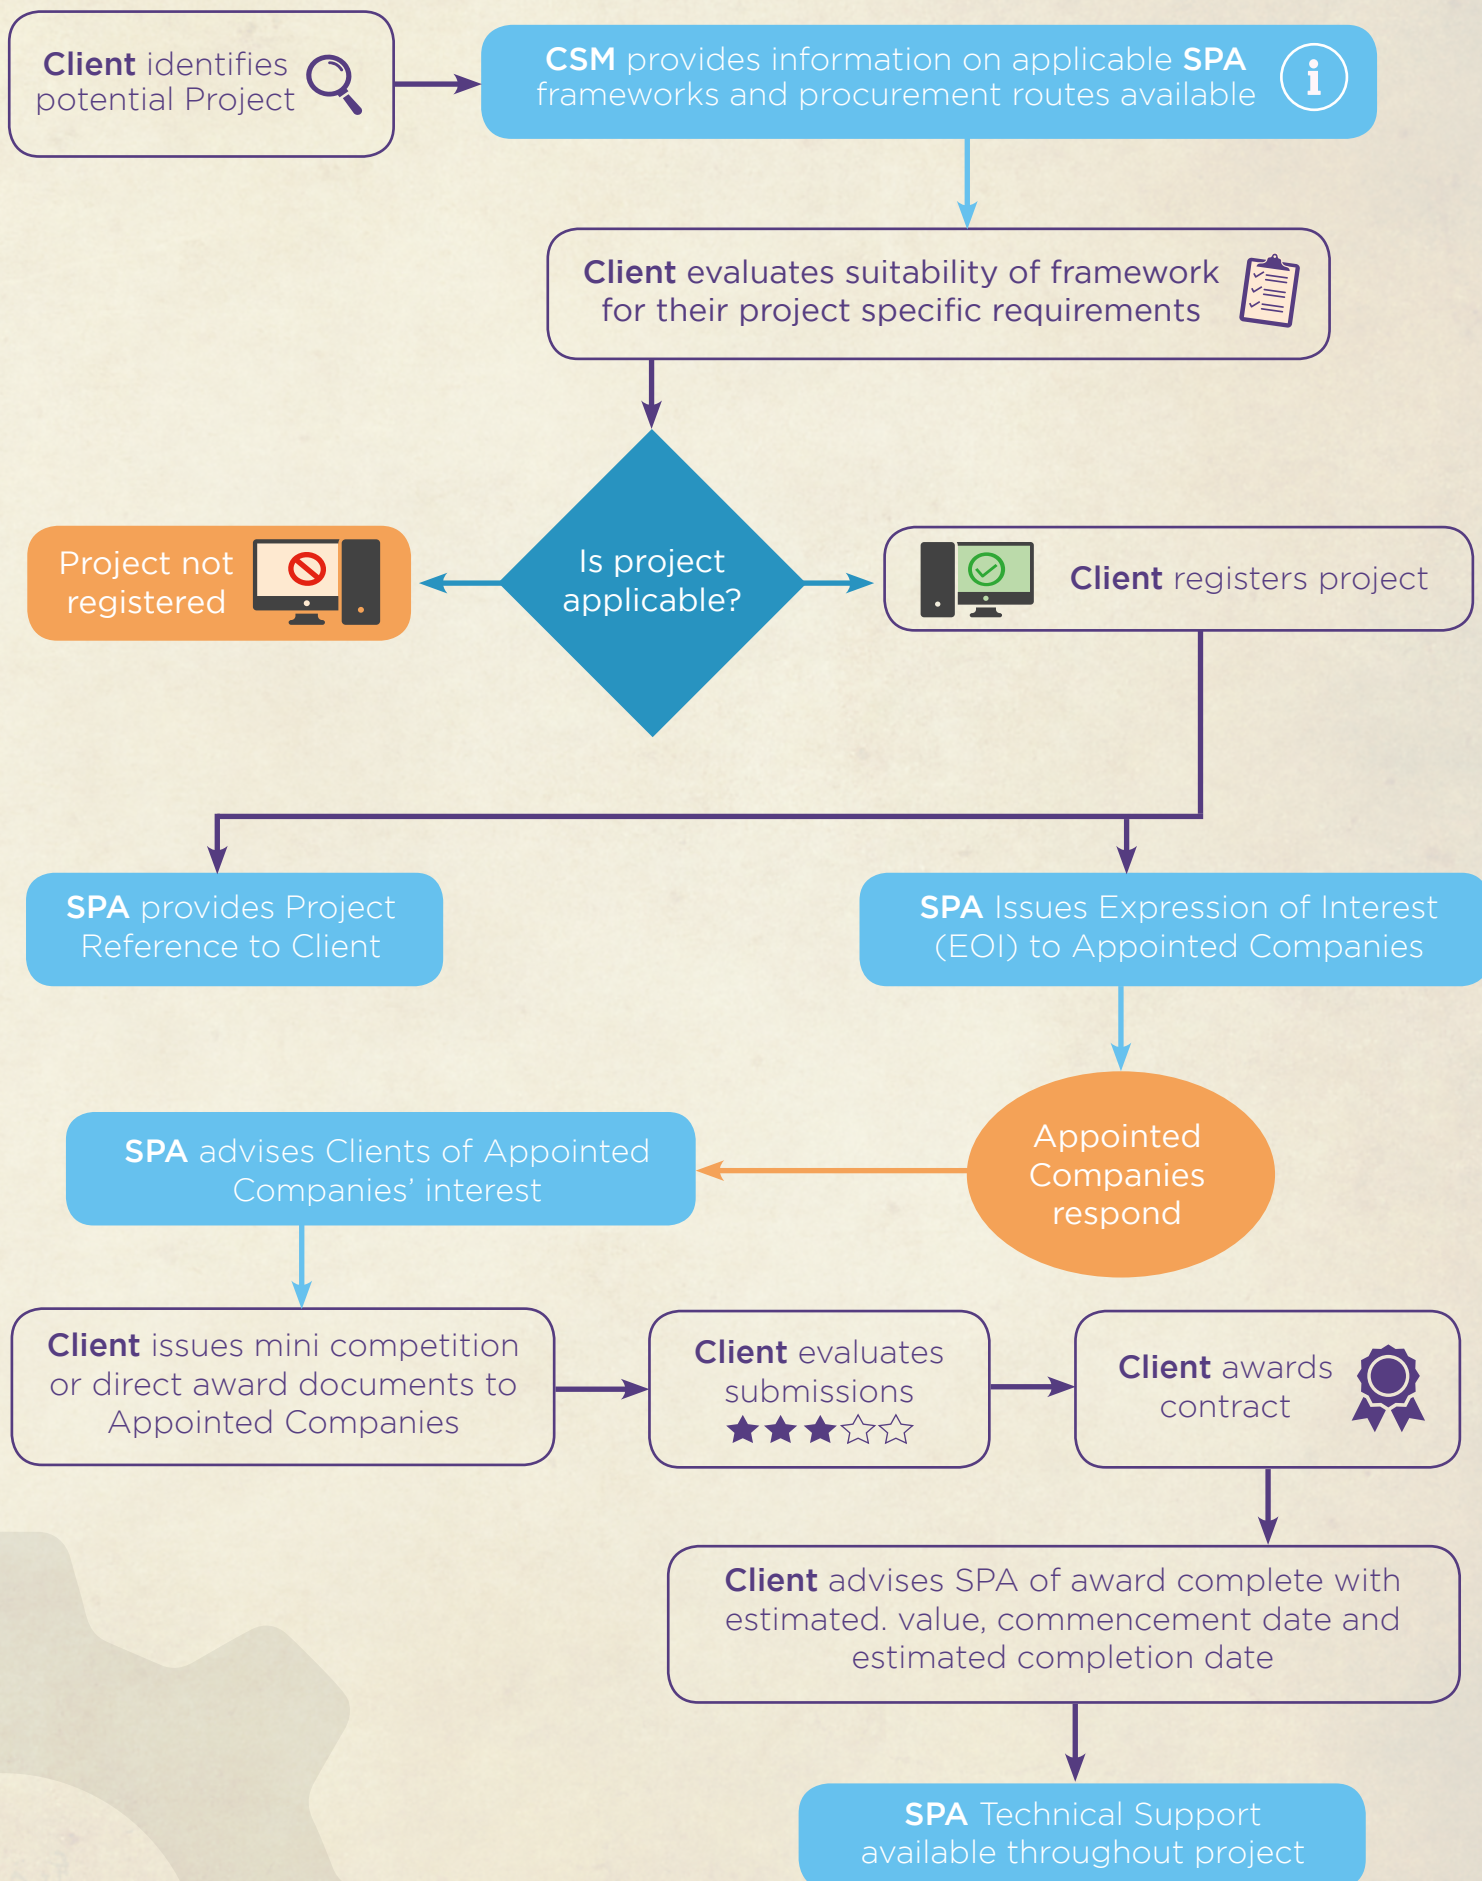 Client identifies
potential Project
CSM provides information on applicable SPA
frameworks and procurement routes available
i
Client evaluates suitability of framework
for their project specific requirements
Is project
applicable?
Project not
registered
Client registers project
SPA provides Project
Reference to Client
SPA Issues Expression of Interest
(EOI) to Appointed Companies
Appointed
Companies
respond
SPA advises Clients of Appointed
Companies’ interest
Client issues mini competition
or direct award documents to
Appointed Companies
Client evaluates
submissions
Client awards
contract
Client advises SPA of award complete with
estimated. value, commencement date and
estimated completion date
SPA Technical Support
available throughout project